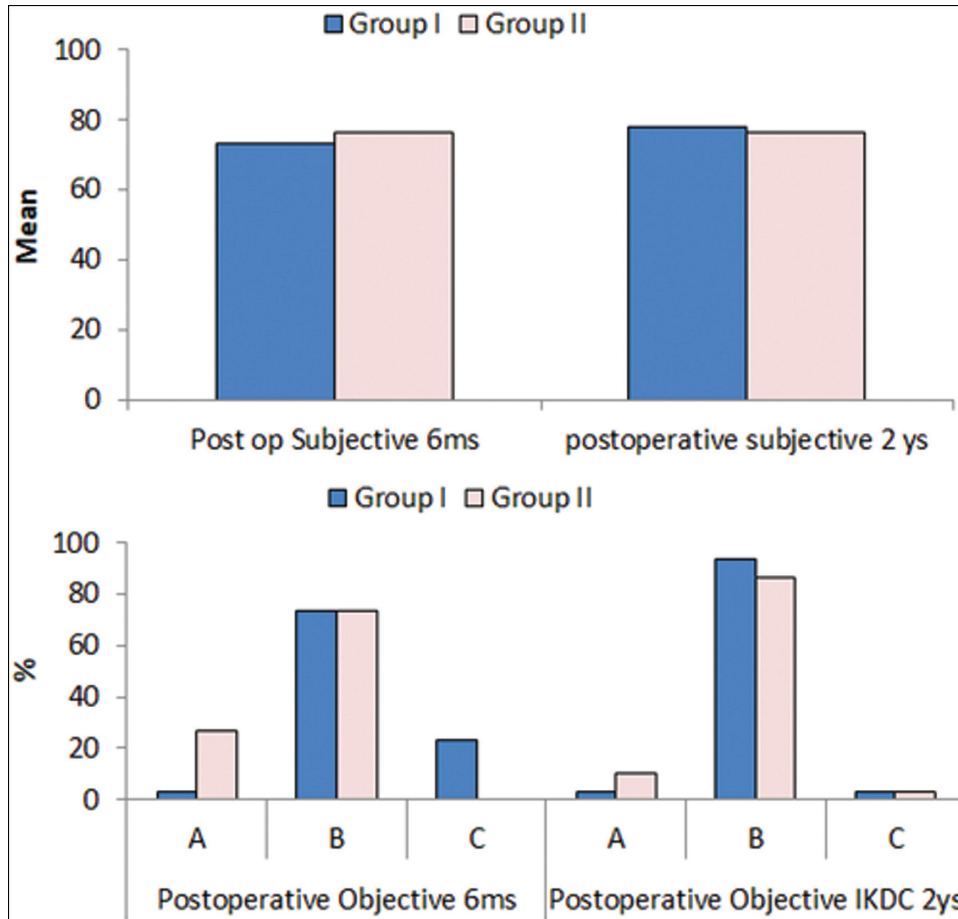 Group I Group II
100
80
60
40
20
0
Mean
Post op Subjective 6ms postoperative subjective 2 ys
Group I Group II
100
80
60
40
20
0
%
A B C A B C
Postoperative Objective 6ms Postoperative Objective IKDC 2ys